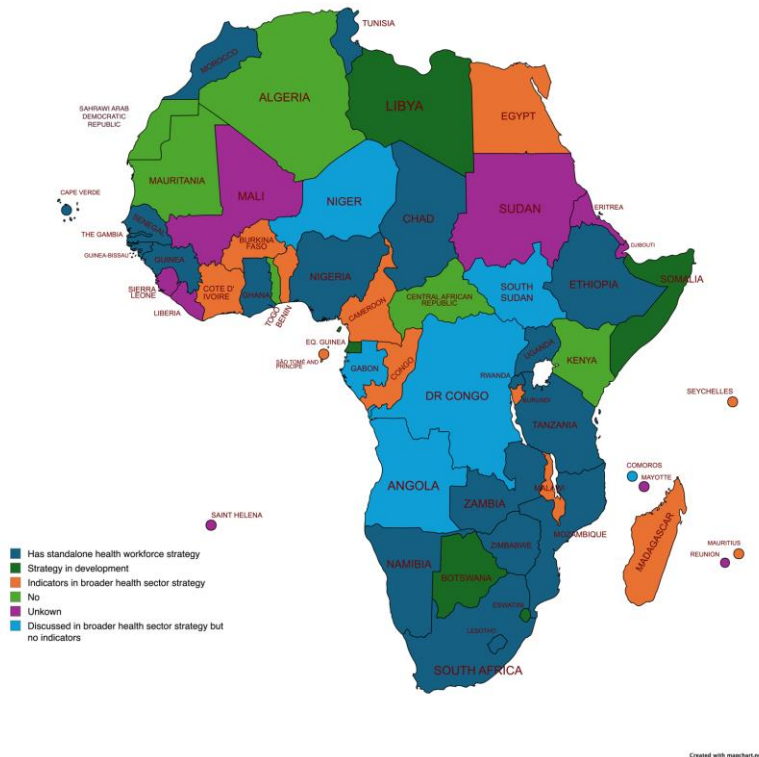 TUNISIA
MOROCCO
ALGERIA
LIBYA
EGYPT
SAHRAWI ARAB
DEMOCRATIC
REPUBLIC
MAURITANIA
MALI
NIGER
CHAD
SUDAN
ERITREA
CAPE VERDE
SENEGAL
THE GAMBIA
GUINEA-BISSAU
GUINEA
BURKINA
FASO
DJIBOUTI
SIERRA
LEONE
LIBERIA
COTE D'
IVOIRE
GHANA
TOGO
BENIN
NIGERIA
CAMEROON
CENTRAL AFRICAN
REPUBLIC
SOUTH
SUDAN
ETHIOPIA
SOMALIA
EQ. GUINEA
SÃO TOMÉ AND
PRINCIPE
GABON
CONGO
DR CONGO
UGANDA
KENYA
RWANDA
BURUNDI
TANZANIA
SEYCHELLES
COMOROS
MAYOTTE
ANGOLA
ZAMBIA
MALAWI
MOZAMBIQUE
MADAGASCAR
MAURITIUS
REUNION
SAINT HELENA
NAMIBIA
ZIMBABWE
BOTSWANA
ESWATINI
LESOTHO
SOUTH AFRICA
Has standalone health workforce strategy
Strategy in development
Indicators in broader health sector strategy
No
Unkown
Discussed in broader health sector strategy but
no indicators